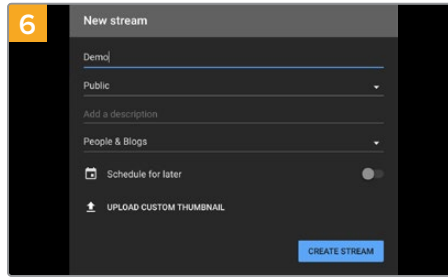 6
New stream
Demo
Public
Add a description
People & Blogs
Schedule for later
UPLOAD CUSTOM THUMBNAIL
CREATE STREAM